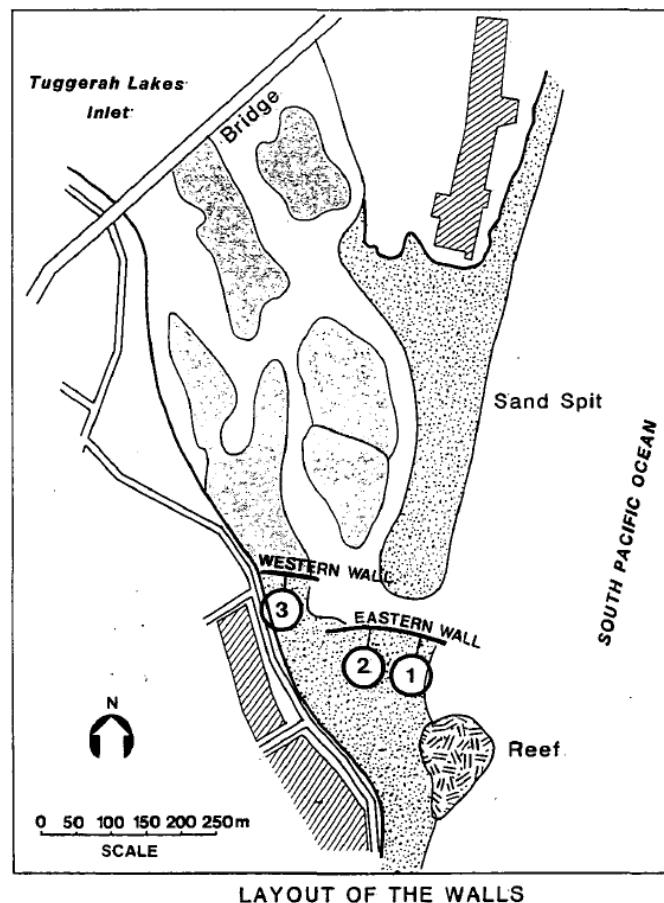 Tuggerah Lakes
Inlet
Bridge
Sand Spit
SOUTH PACIFIC OCEAN
WESTERN WALL
3
EASTERN WALL
2
1
N
Reef
0 50 100 150 200 250m
SCALE
LAYOUT OF THE WALLS